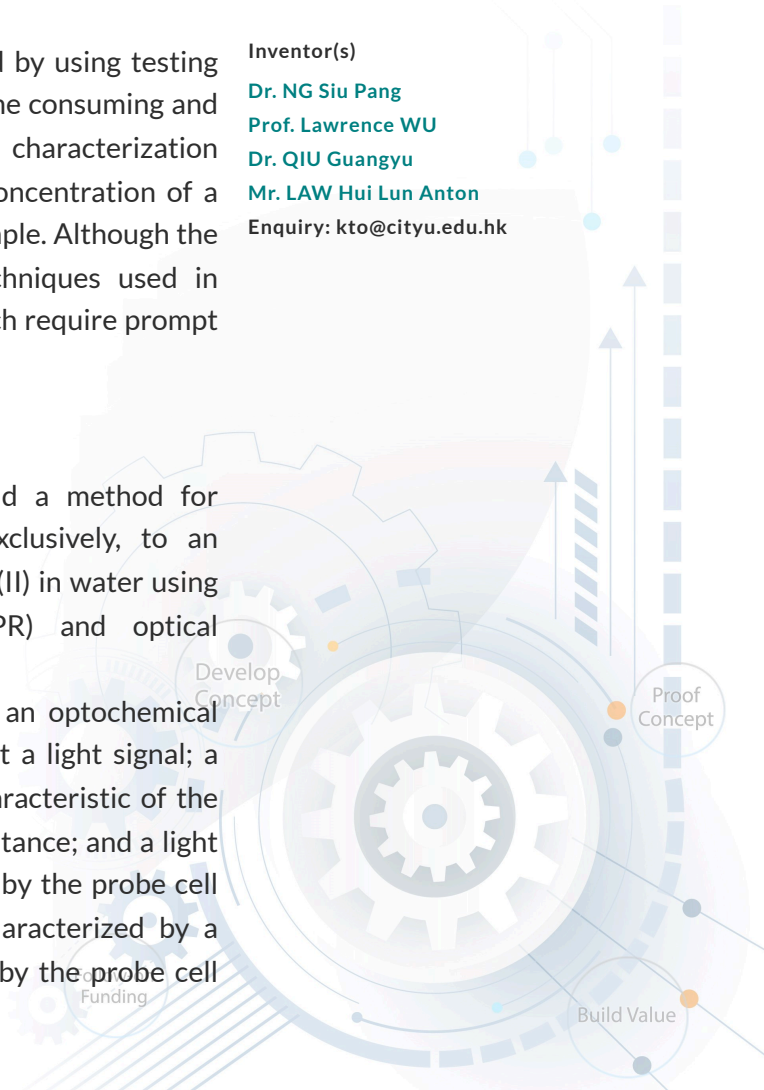 d by using testing
ne consuming and
characterization
oncentration of a
ple. Although the
chniques used in
ch require prompt
d a method for
xclusively, to an
(II) in water using
PR) and optical
an optochemical
t a light signal; a
aracteristic of the
tance; and a light
by the probe cell
aracterized by a
by the probe cell
Inventor(s)
Dr. NG Siu Pang
Prof. Lawrence WU
Dr. QIU Guangyu
Mr. LAW Hui Lun Anton
Enquiry: kto@cityu.edu.hk
Develop
Concept
Proof
Concept
Funding
Build Value